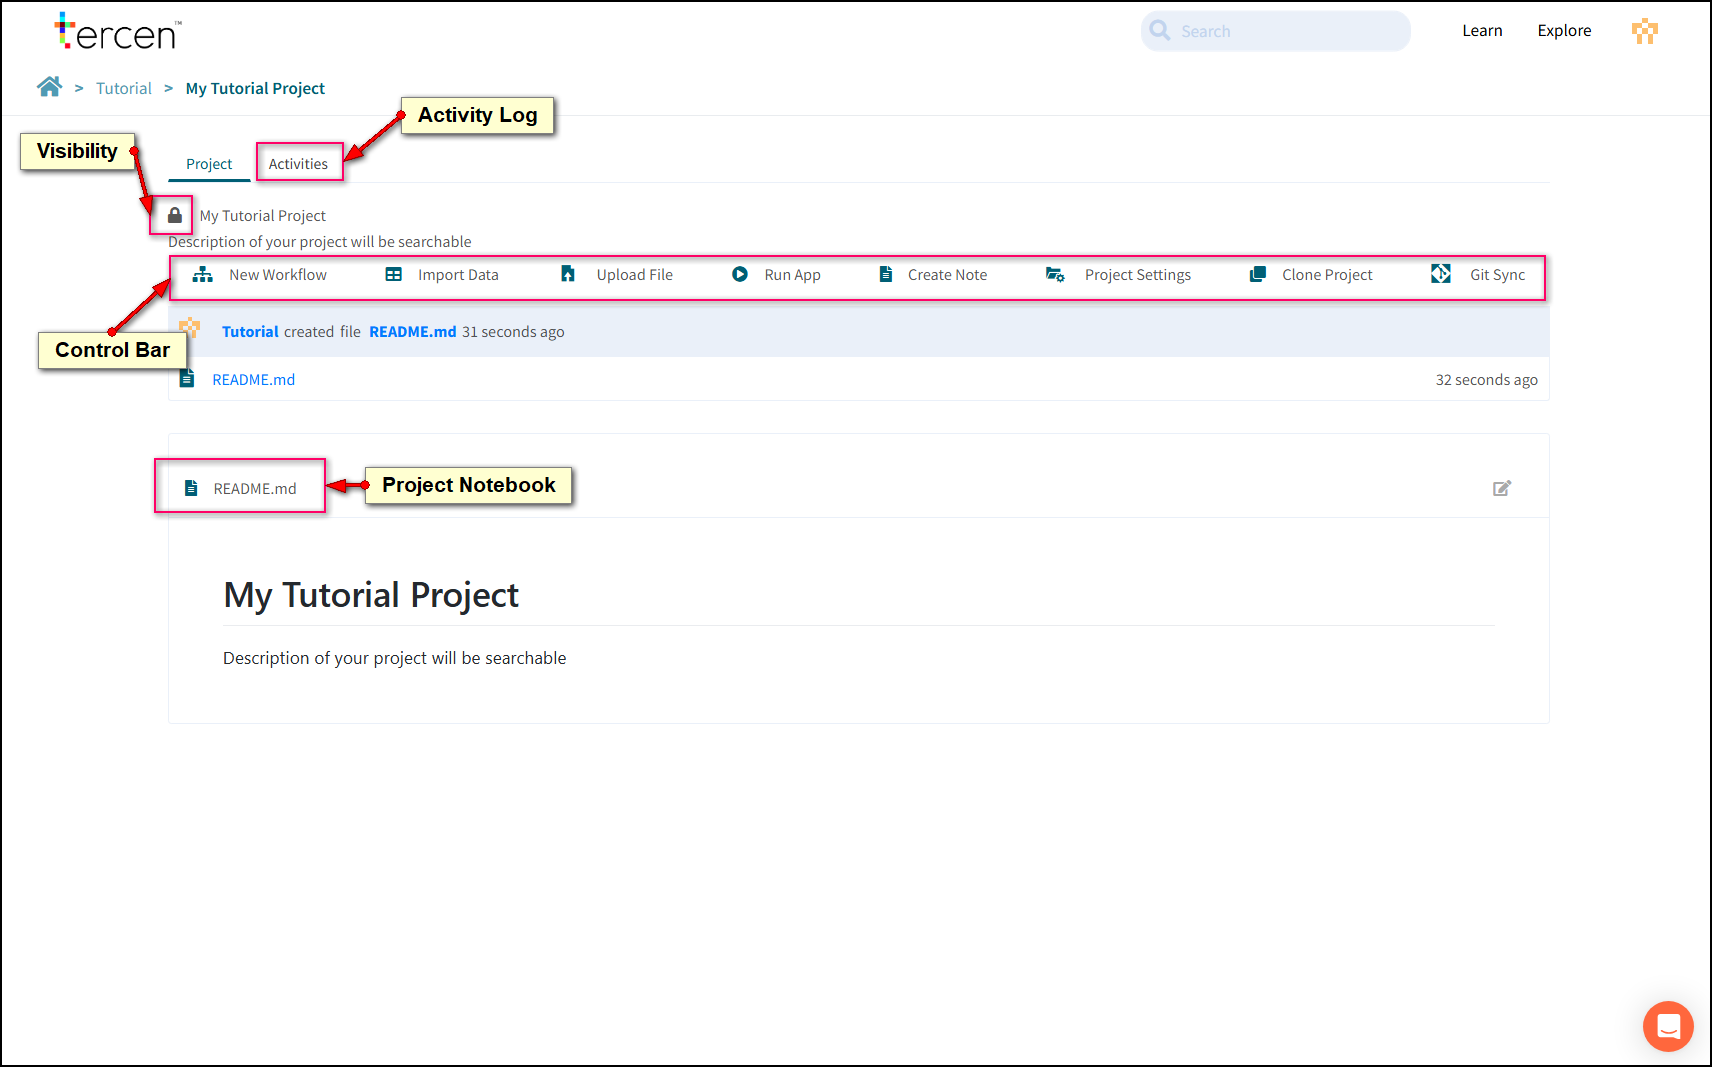 tercen™
Search
Learn
Explore
> Tutorial > My Tutorial Project
Activity Log
Visibility
Project
Activities
My Tutorial Project
Description of your project will be searchable
New Workflow
Import Data
Upload File
Run App
Create Note
Project Settings
Clone Project
Git Sync
Tutorial created file README.md 31 seconds ago
Control Bar
README.md
32 seconds ago
README.md
Project Notebook
My Tutorial Project
Description of your project will be searchable